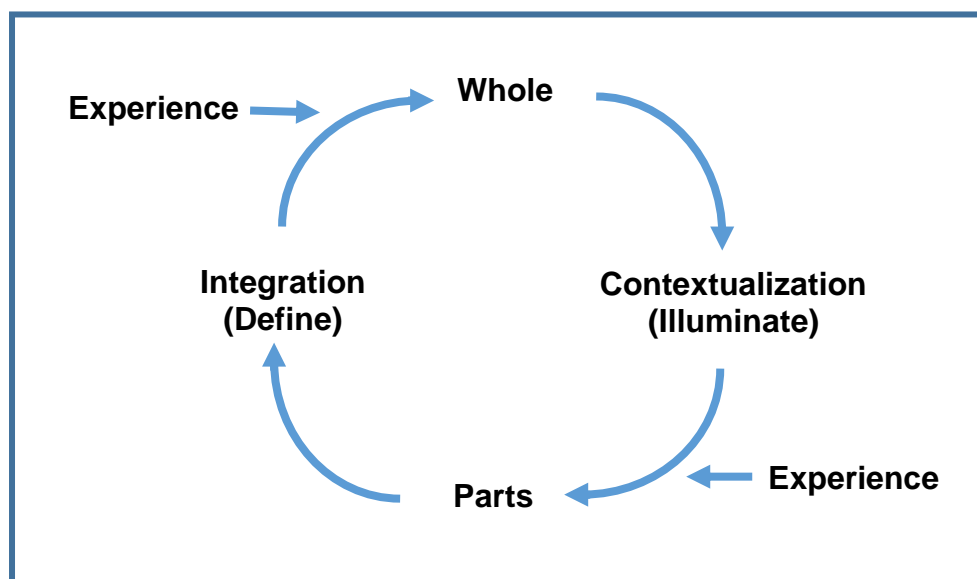 Whole
Experience
Integration
(Define)
Contextualization
(Illuminate)
Parts
Experience